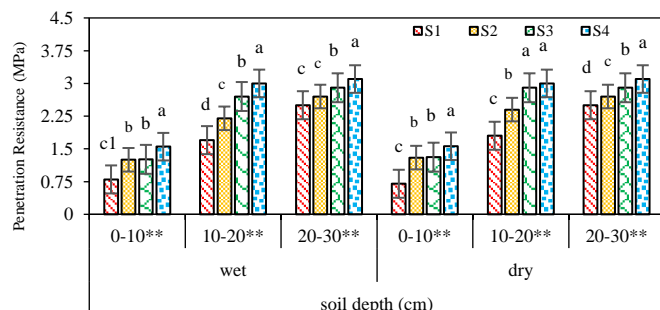 4.5
3.75
3
2.25
1.5
0.75
0
Penetration Resistance (MPa)
S1 S2 S3 S4
c1 b b a
d c b a
c c b a
c b b a
c b a a
d c b a
0-10** 10-20** 20-30** 0-10** 10-20** 20-30**
wet dry
soil depth (cm)